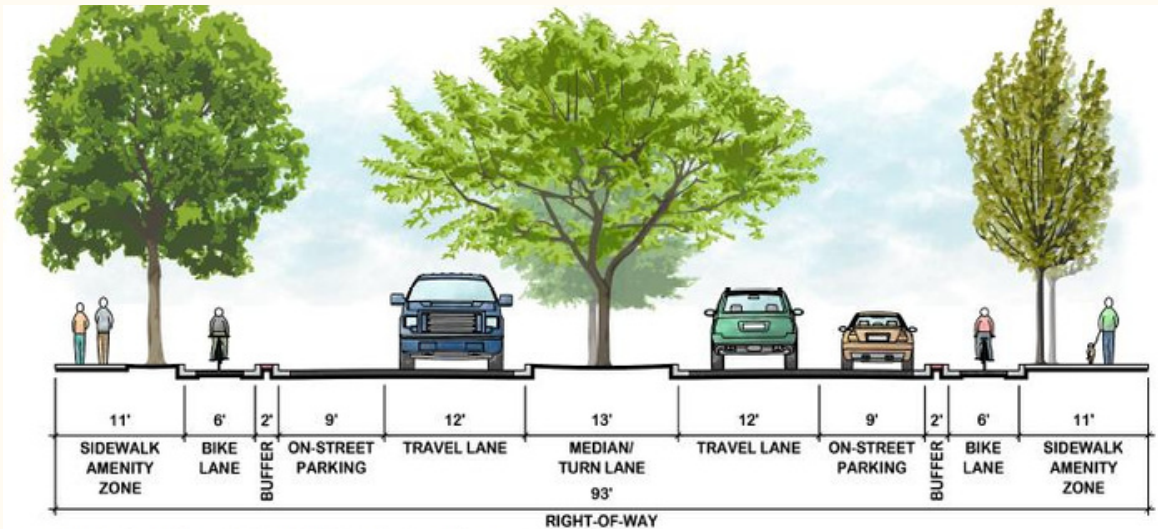 11' 6' 2' 9' 12' 13' 12' 9' 2' 6' 11'
SIDEWALK
AMENITY
ZONE
BIKE
LANE
BUFFER
ON-STREET
PARKING
TRAVEL LANE
MEDIAN/
TURN LANE
TRAVEL LANE
ON-STREET
PARKING
BUFFER
BIKE
LANE
SIDEWALK
AMENITY
ZONE
93'
RIGHT-OF-WAY